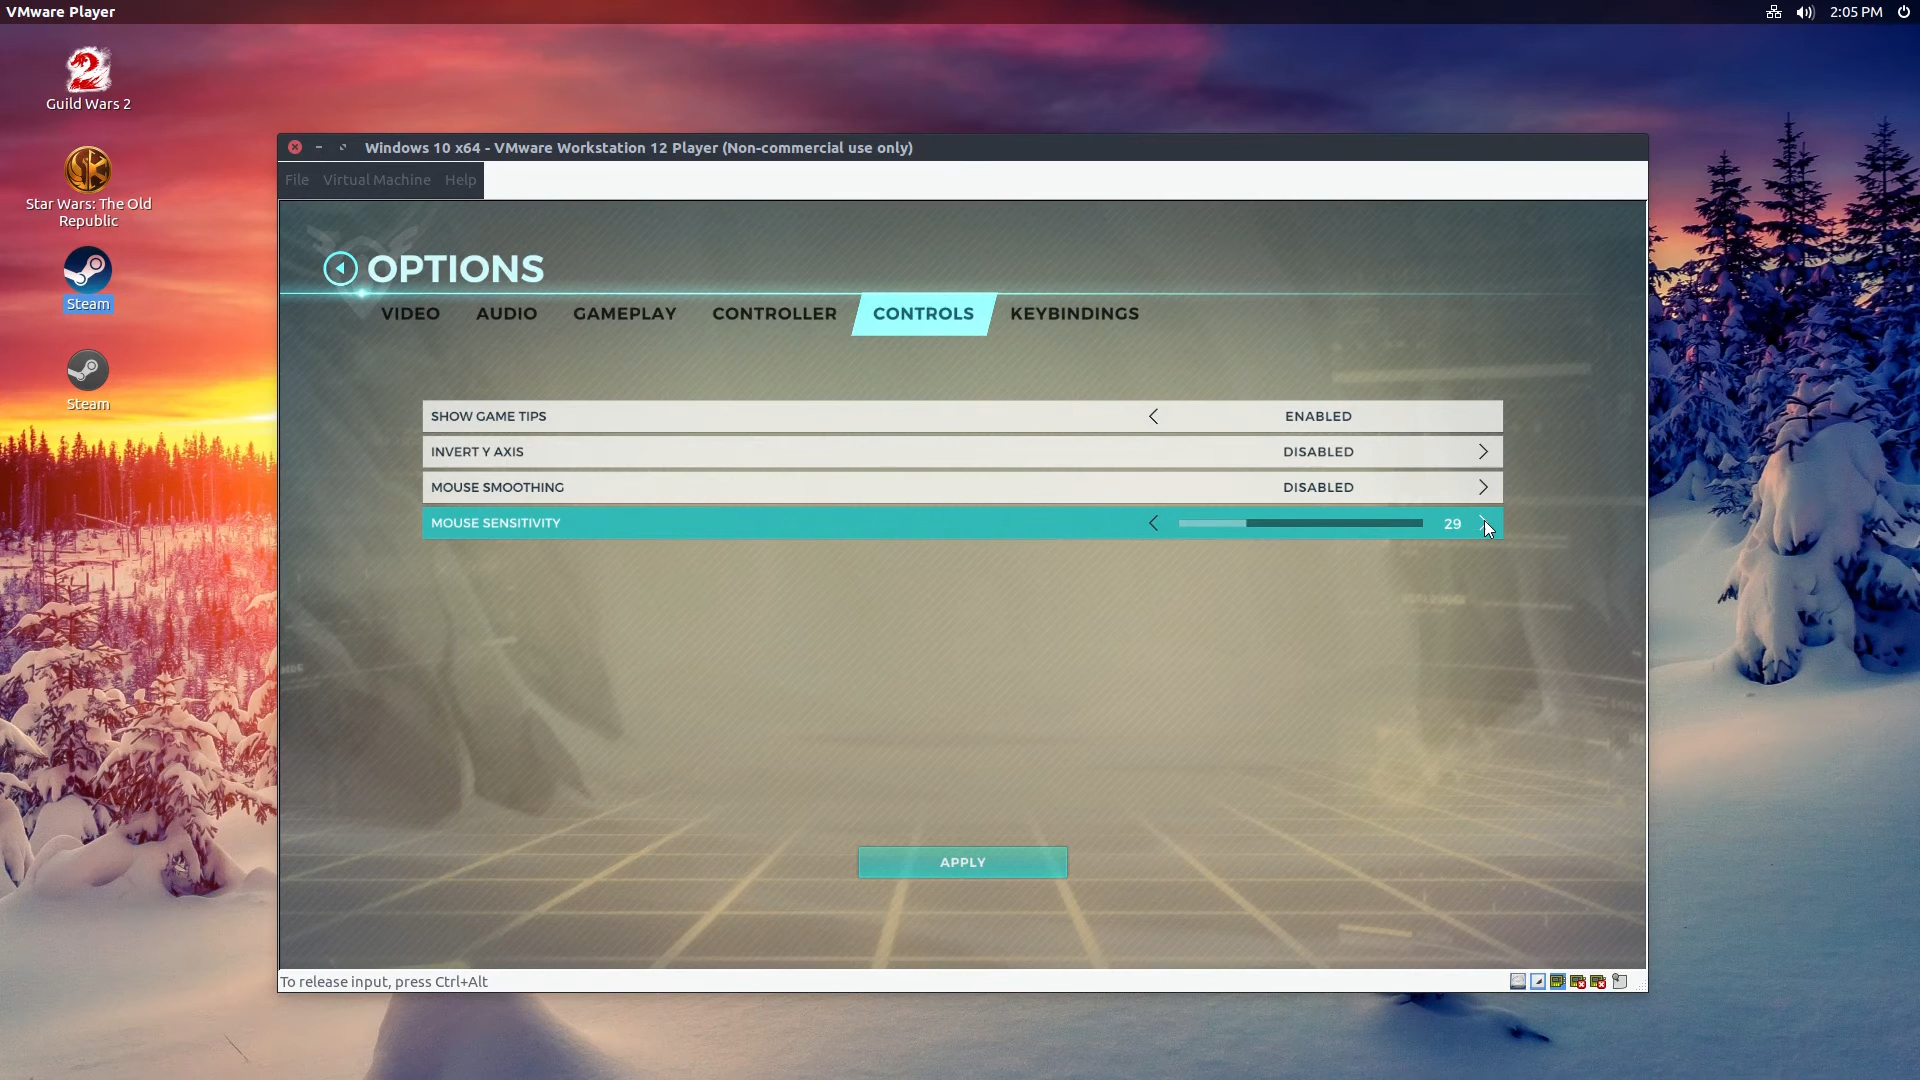 VMware Player
2:05 PM
Guild Wars 2
Star Wars: The Old
Republic
Steam
Steam
Windows 10 x64 - VMware Workstation 12 Player (Non-commercial use only)
File Virtual Machine Help
OPTIONS
VIDEO AUDIO GAMEPLAY CONTROLLER CONTROLS KEYBINDINGS
SHOW GAME TIPS ENABLED
INVERT Y AXIS DISABLED
MOUSE SMOOTHING DISABLED
MOUSE SENSITIVITY 29
APPLY
To release input, press Ctrl+Alt